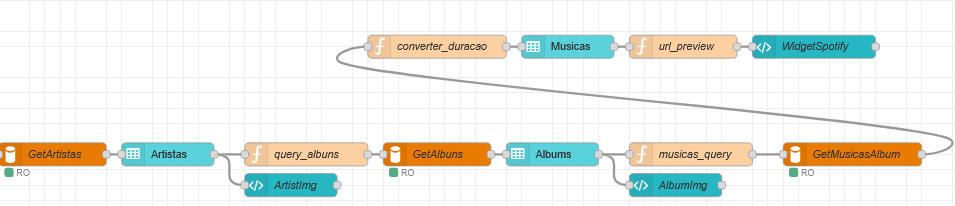 converter_duracao
Musicas
url_preview
WidgetSpotify
GetArtistas
Artistas
query_albuns
GetAlbuns
Albums
musicas_query
GetMusicasAlbum
RO
ArtistImg
RO
AlbumImg
RO